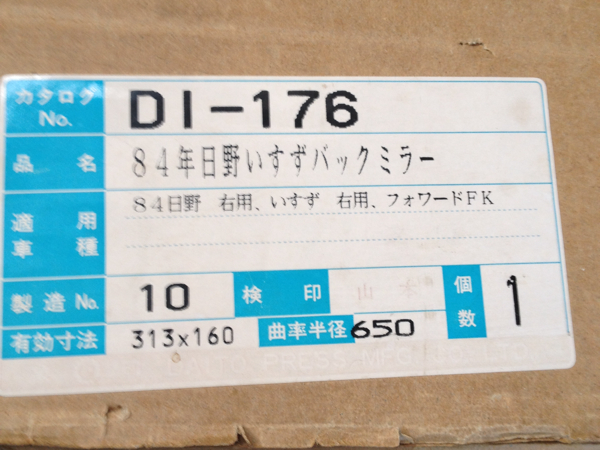 カタログ No. DI-176
品名 84年日野いすゞバックミラー
適用車種 84日野 右用、いすゞ 右用、フォワードFK
製造No. 10 検印 個数 1
有効寸法 313x160 曲率半径 650